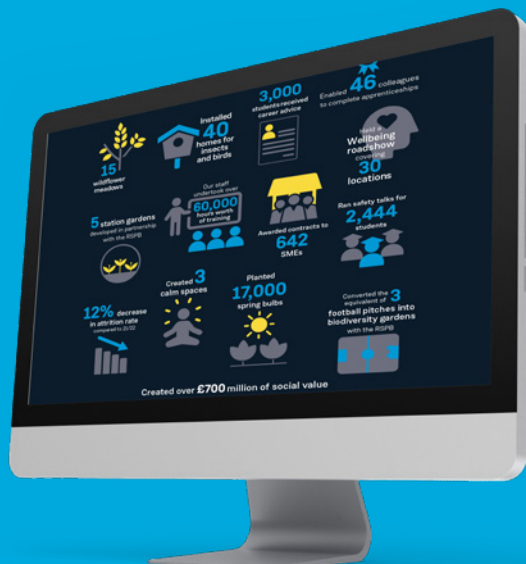 15
wildflower
meadows
Installed
40
homes for
insects
and birds
3,000
students received
career advice
Enabled 46 colleagues
to complete apprenticeships
Held a
Wellbeing
roadshow
covering
30
locations
5 station gardens
developed in partnership
with the RSPB
Our staff
undertook over
60,000
hours worth
of training
Awarded contracts to
642
SMEs
Ran safety talks for
2,444
students
12% decrease
in attrition rate
compared to 21/22
Created 3
calm spaces
Planted
17,000
spring bulbs
Converted the
equivalent of 3
football pitches into
biodiversity gardens
with the RSPB
Created over £700 million of social value